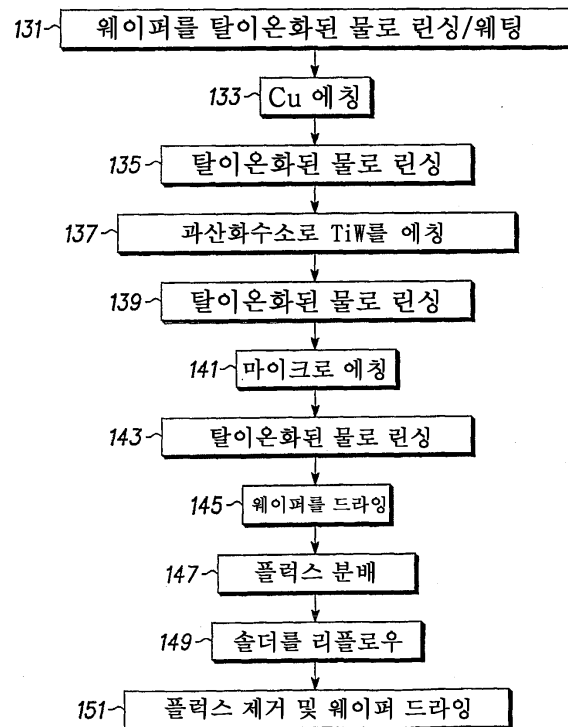 131 웨이퍼를 탈이온화된 물로 린싱/웨팅
133 Cu 에칭
135 탈이온화된 물로 린싱
137 과산화수소로 TiW를 에칭
139 탈이온화된 물로 린싱
141 마이크로 에칭
143 탈이온화된 물로 린싱
145 웨이퍼를 드라잉
147 플럭스 분배
149 솔더를 리플로우
151 플럭스 제거 및 웨이퍼 드라잉